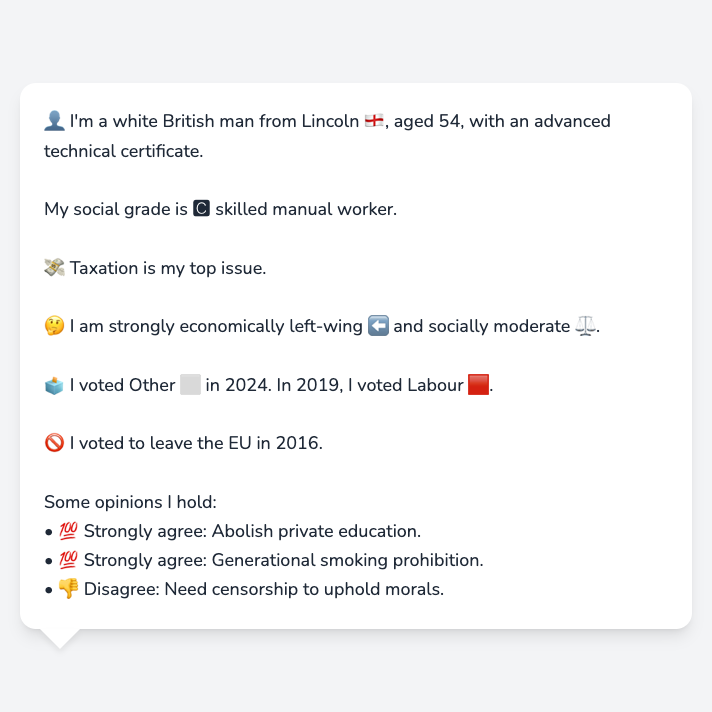 👤 I'm a white British man from Lincoln 🏴󠁧󠁢󠁥󠁮󠁧󠁿, aged 54, with an advanced
technical certificate.
My social grade is 🅲 skilled manual worker.
💸 Taxation is my top issue.
🤔 I am strongly economically left-wing ⬅️ and socially moderate ⚖️.
🗳️ I voted Other ⬜ in 2024. In 2019, I voted Labour 🟥.
🚫 I voted to leave the EU in 2016.
Some opinions I hold:
• 💯 Strongly agree: Abolish private education.
• 💯 Strongly agree: Generational smoking prohibition.
• 👎 Disagree: Need censorship to uphold morals.